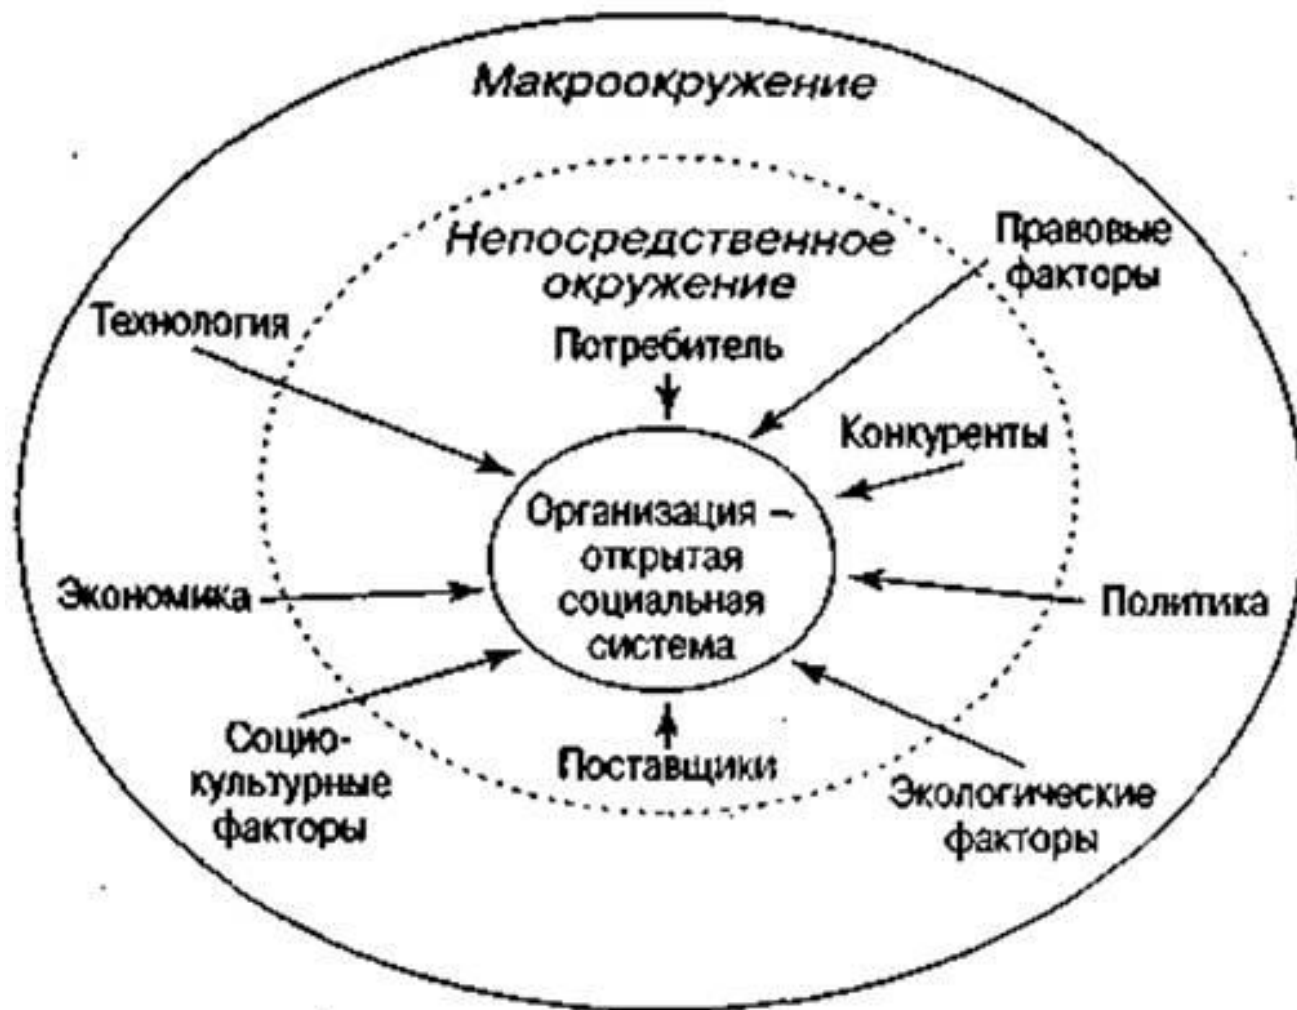 Макроокружение
Непосредственное
окружение
Правовые
факторы
Технология
Потребитель
Конкуренты
Организация –
открытая
социальная
система
Экономика
Политика
Социо-
культурные
факторы
Поставщики
Экологические
факторы